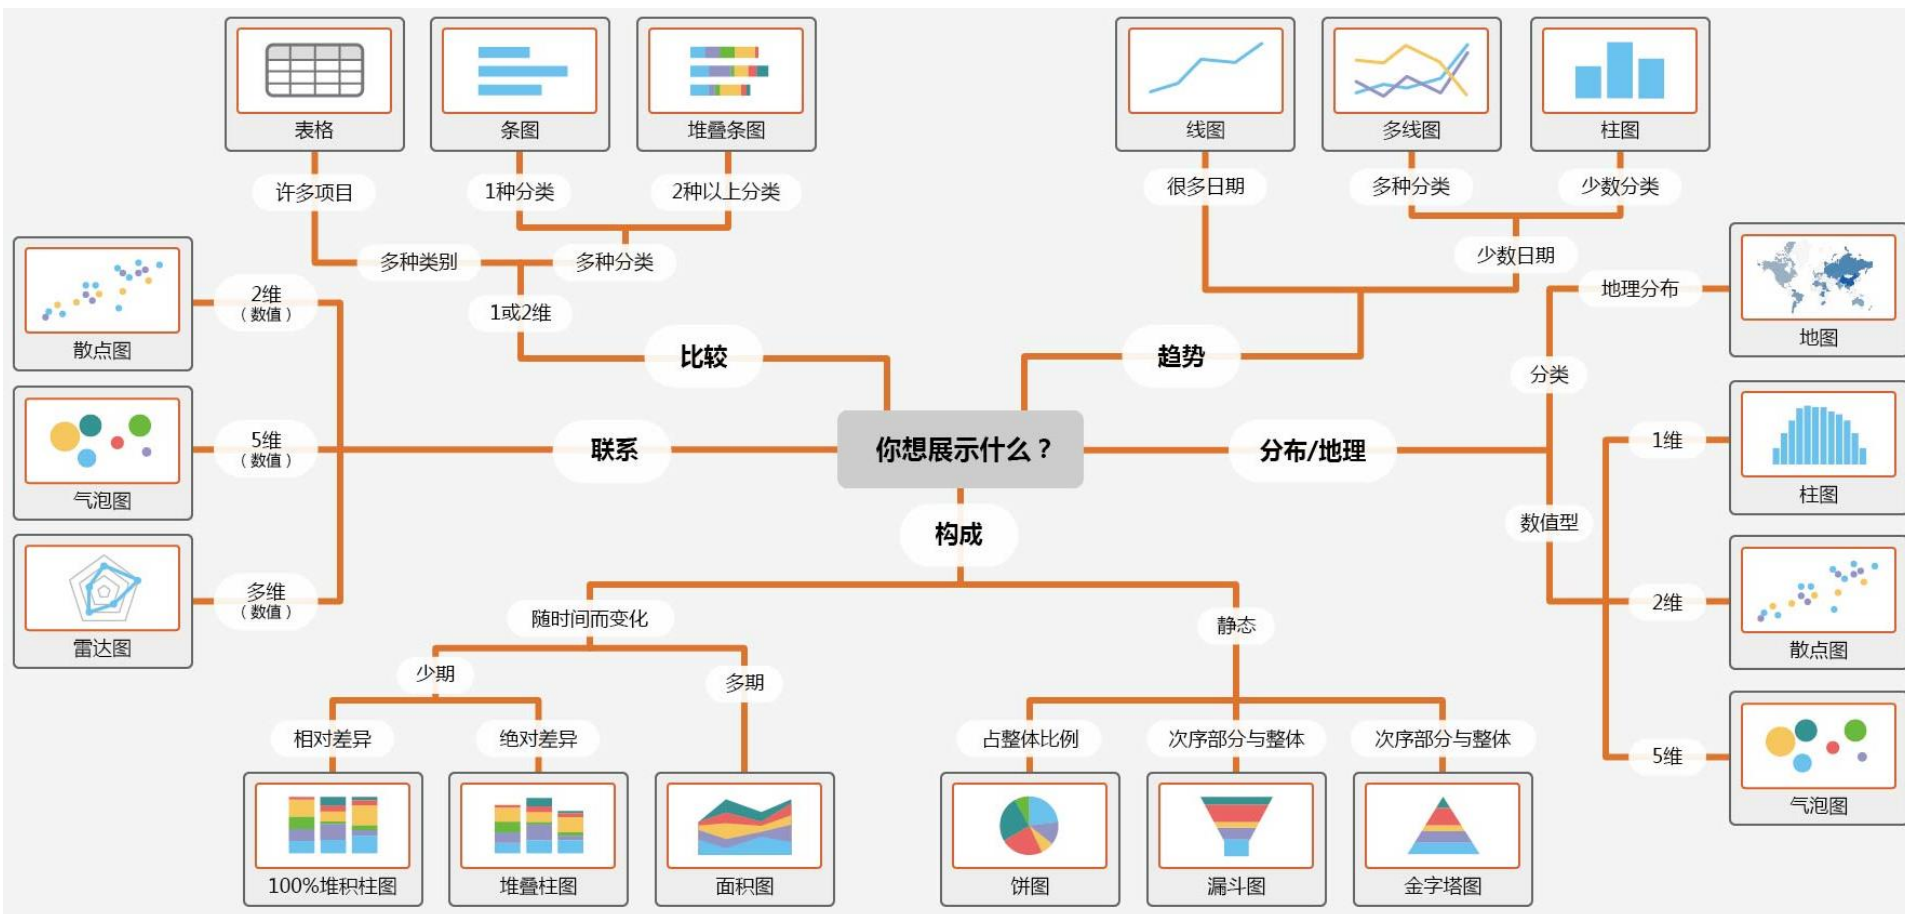 表格
条图
堆叠条图
线图
多线图
柱图
许多项目
1种分类
2种以上分类
很多日期
多种分类
少数分类
多种类别
多种分类
少数日期
1或2维
比较
趋势
地理分布
地图
分类
2维
（数值）
散点图
5维
（数值）
气泡图
多维
（数值）
雷达图
联系
你想展示什么？
分布/地理
1维
柱图
数值型
2维
散点图
5维
气泡图
构成
随时间而变化
静态
少期
多期
相对差异
绝对差异
占整体比例
次序部分与整体
次序部分与整体
100%堆积柱图
堆叠柱图
面积图
饼图
漏斗图
金字塔图